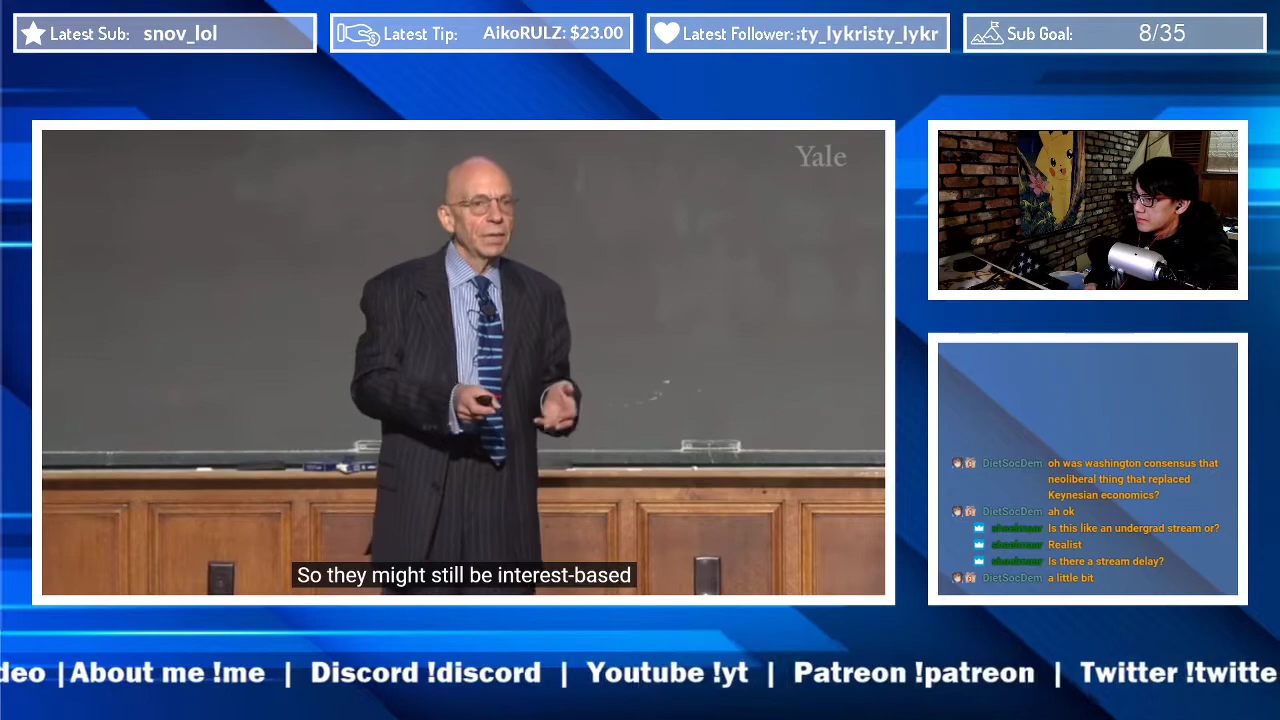 Latest Sub: snov_lol
Latest Tip: AikoRULZ: $23.00
Latest Follower: ty_lykristy_lykr
Sub Goal: 8/35
Yale
So they might still be interest-based
DietSocDem oh was washington consensus that
neoliberal thing that replaced
Keynesian economics?
DietSocDem ah ok
Is this like an undergrad stream or?
Realist
Is there a stream delay?
DietSocDem a little bit
deo | About me !me | Discord !discord | Youtube !yt | Patreon !patreon | Twitter !twitte